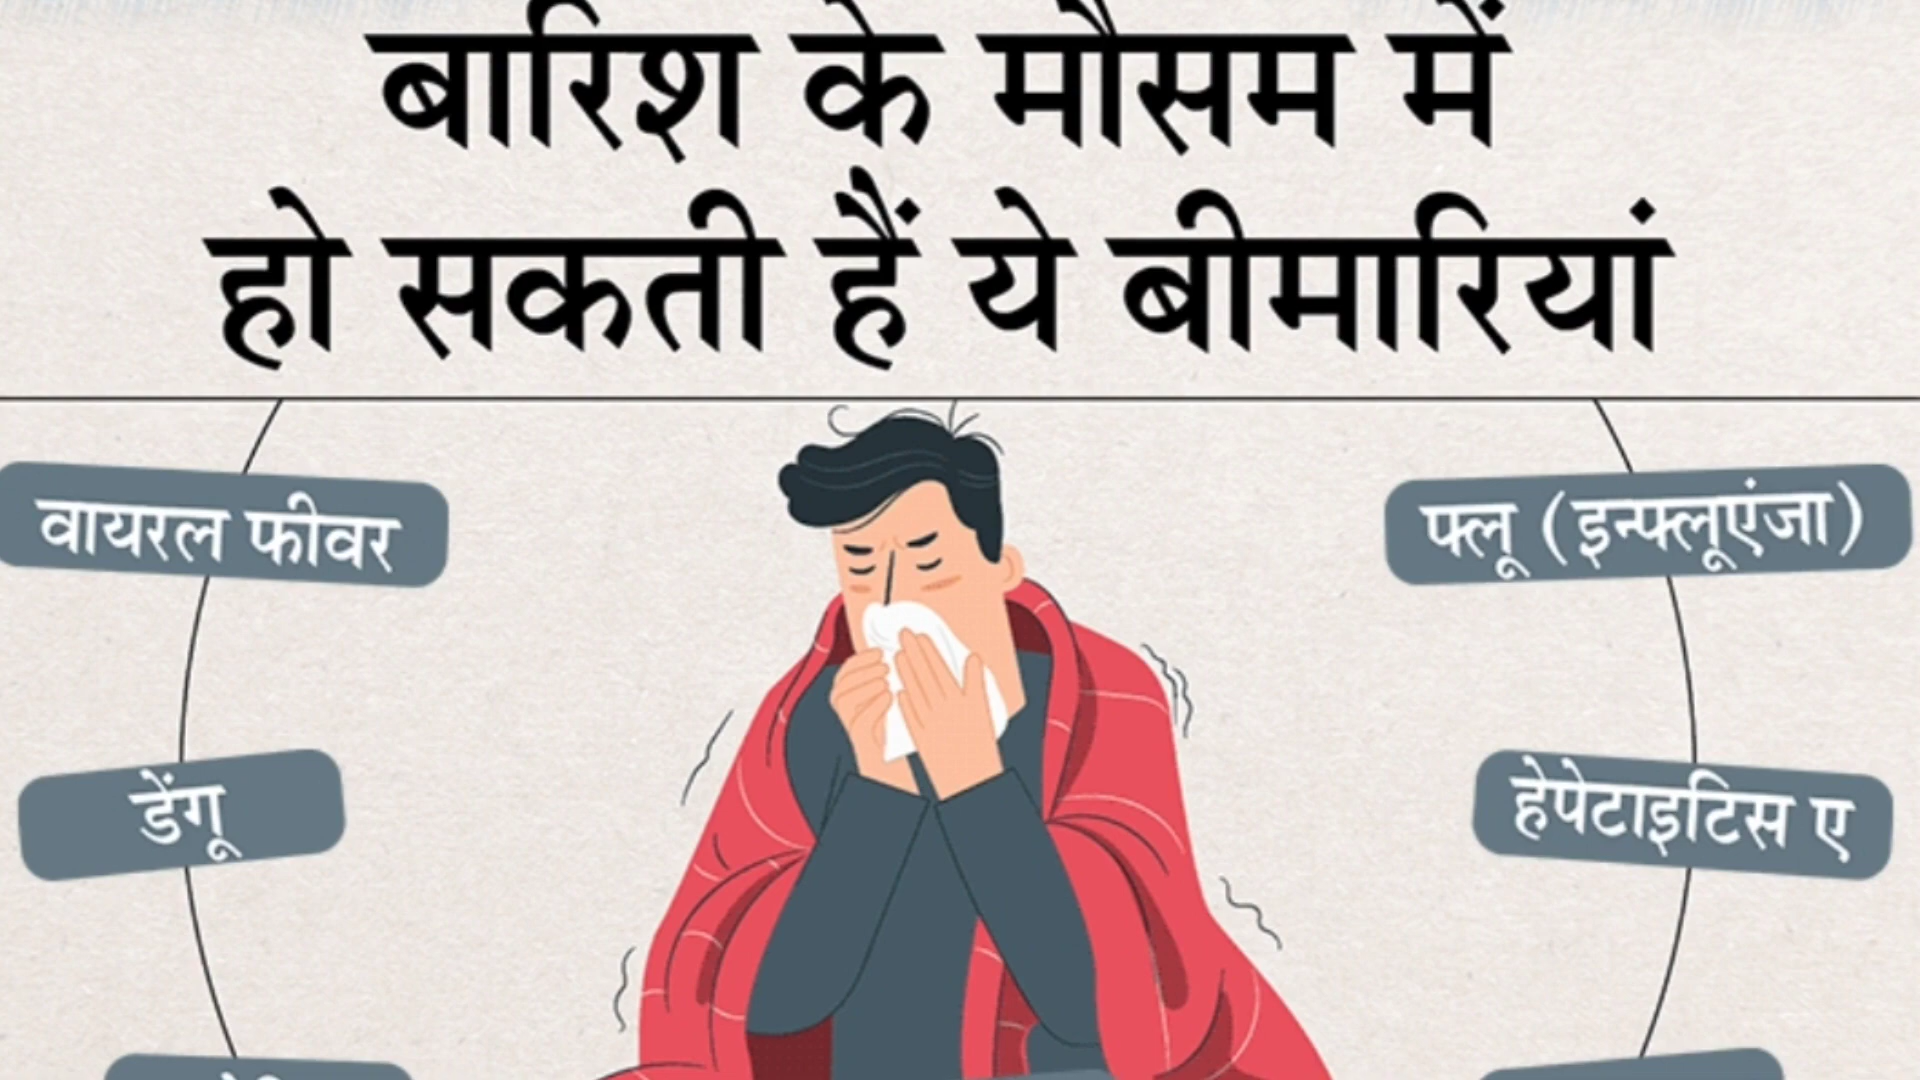 बारिश के मौसम में
हो सकती हैं ये बीमारियां
वायरल फीवर
फ्लू (इन्फ्लूएंजा)
डेंगू
हेपेटाइटिस ए